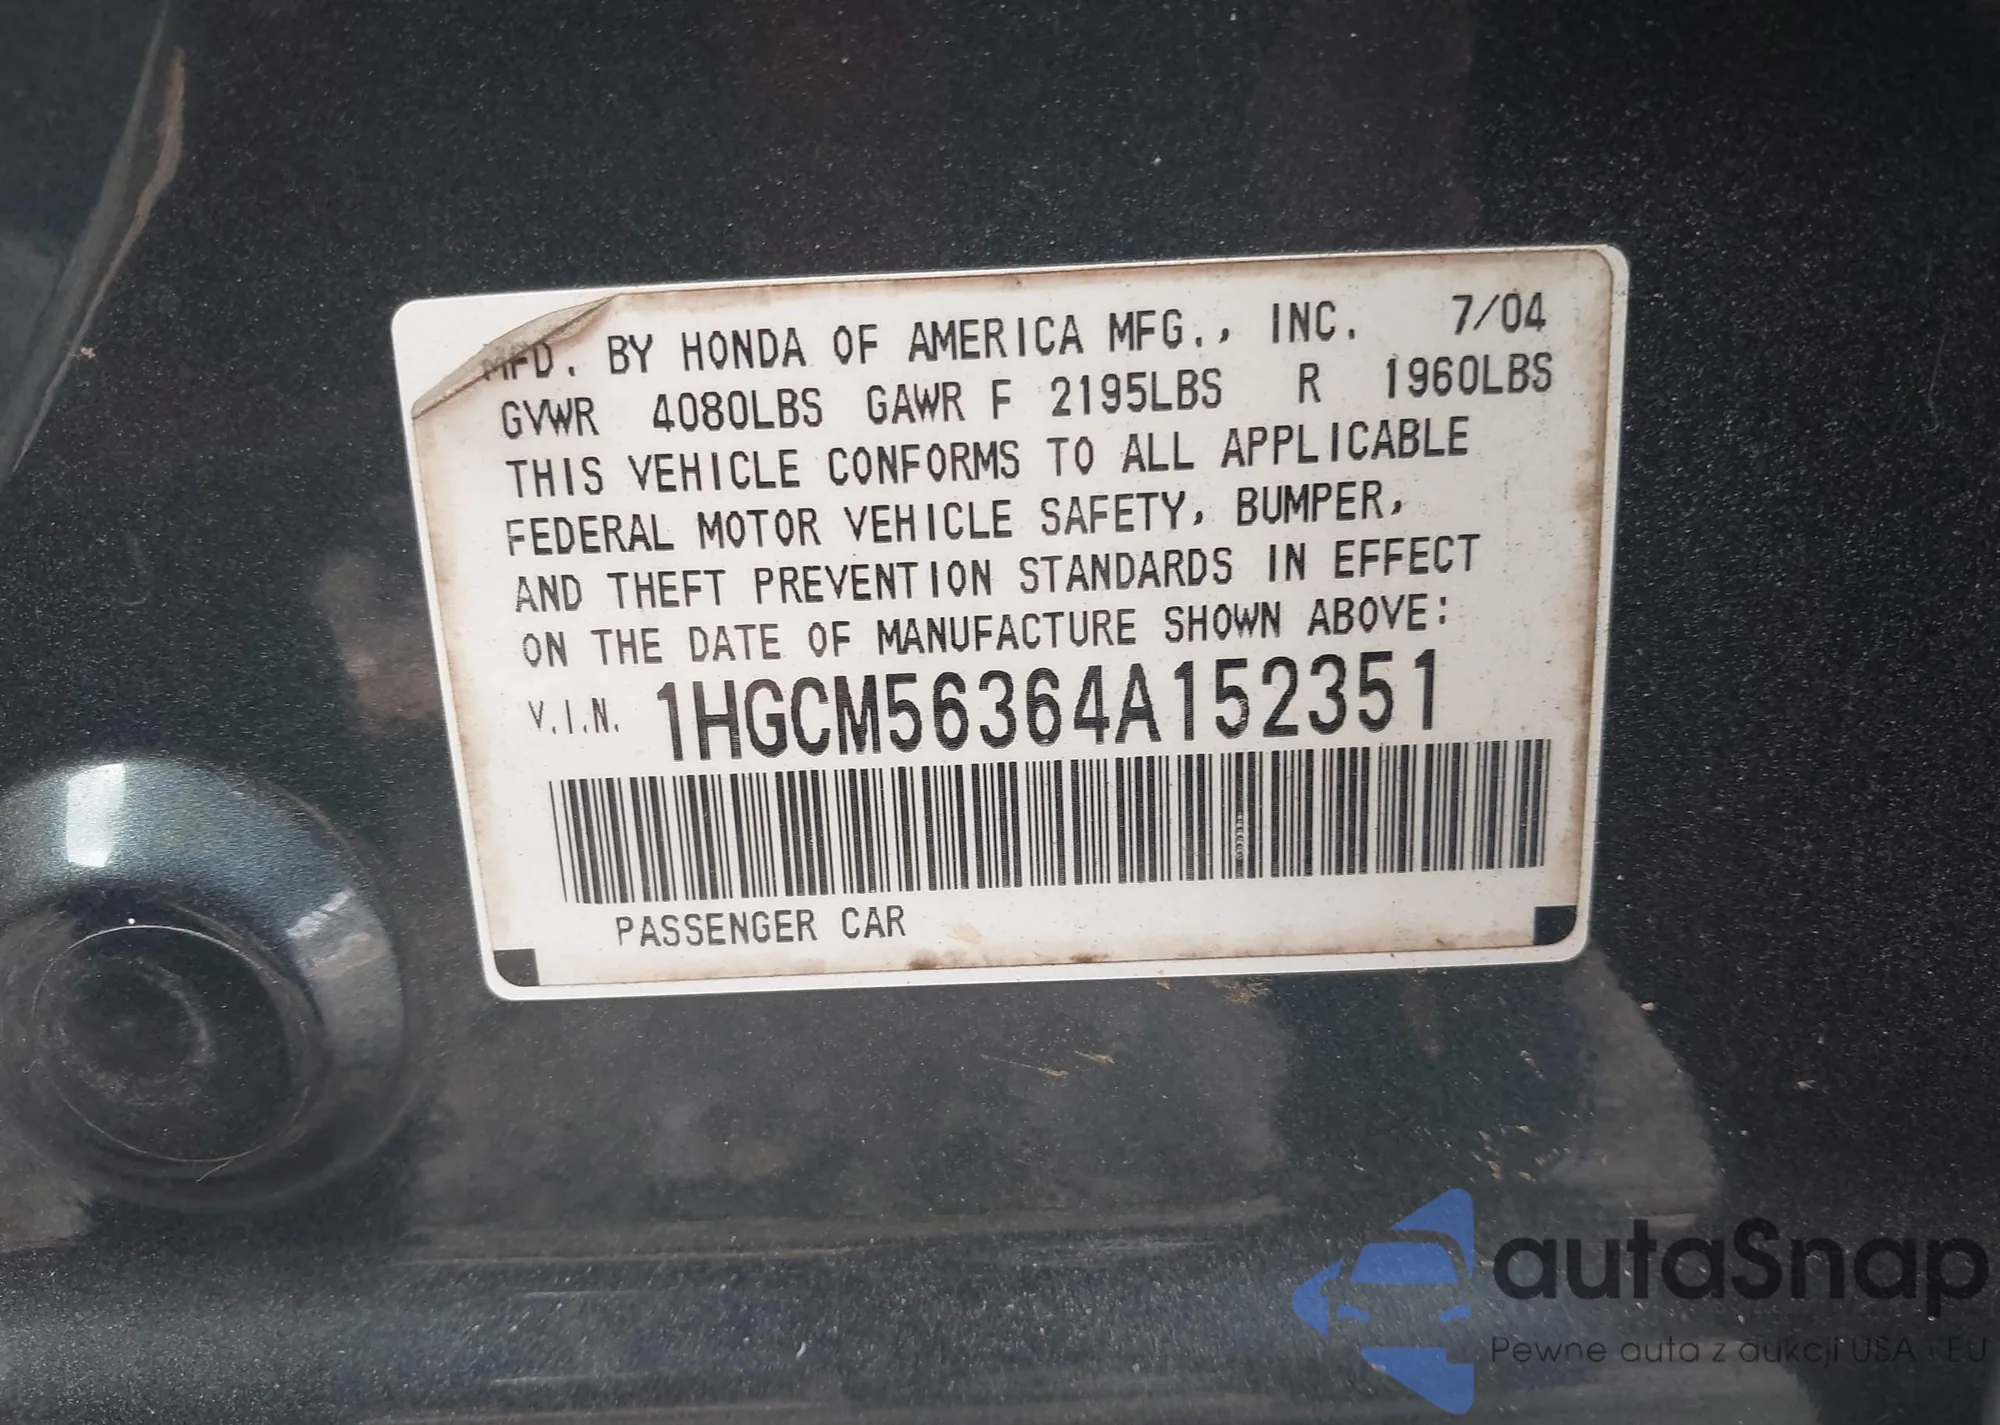 MFD. BY HONDA OF AMERICA MFG., INC. 7/04
GVWR 4080LBS GAWR F 2195LBS R 1960LBS
THIS VEHICLE CONFORMS TO ALL APPLICABLE
FEDERAL MOTOR VEHICLE SAFETY, BUMPER,
AND THEFT PREVENTION STANDARDS IN EFFECT
ON THE DATE OF MANUFACTURE SHOWN ABOVE:
V.I.N. 1HGCM56364A152351
PASSENGER CAR
autaSnap
Pewne auta z aukcji USA i EU